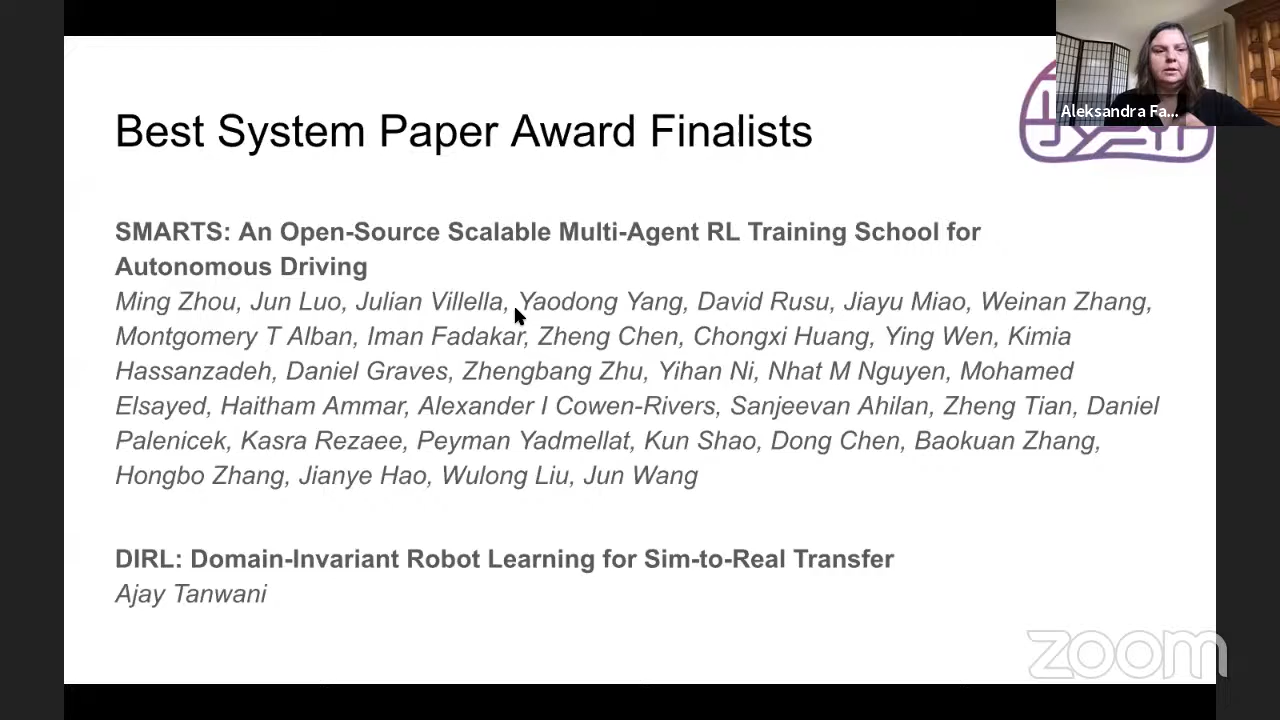 Best System Paper Award Finalists
Aleksandra Fa...
SMARTS: An Open-Source Scalable Multi-Agent RL Training School for
Autonomous Driving
Ming Zhou, Jun Luo, Julian Villella, Yaodong Yang, David Rusu, Jiayu Miao, Weinan Zhang,
Montgomery T Alban, Iman Fadakar, Zheng Chen, Chongxi Huang, Ying Wen, Kimia
Hassanzadeh, Daniel Graves, Zhengbang Zhu, Yihan Ni, Nhat M Nguyen, Mohamed
Elsayed, Haitham Ammar, Alexander I Cowen-Rivers, Sanjeevan Ahilan, Zheng Tian, Daniel
Palenicek, Kasra Rezaee, Peyman Yadmellat, Kun Shao, Dong Chen, Baokuan Zhang,
Hongbo Zhang, Jianye Hao, Wulong Liu, Jun Wang
DIRL: Domain-Invariant Robot Learning for Sim-to-Real Transfer
Ajay Tanwani
zoom